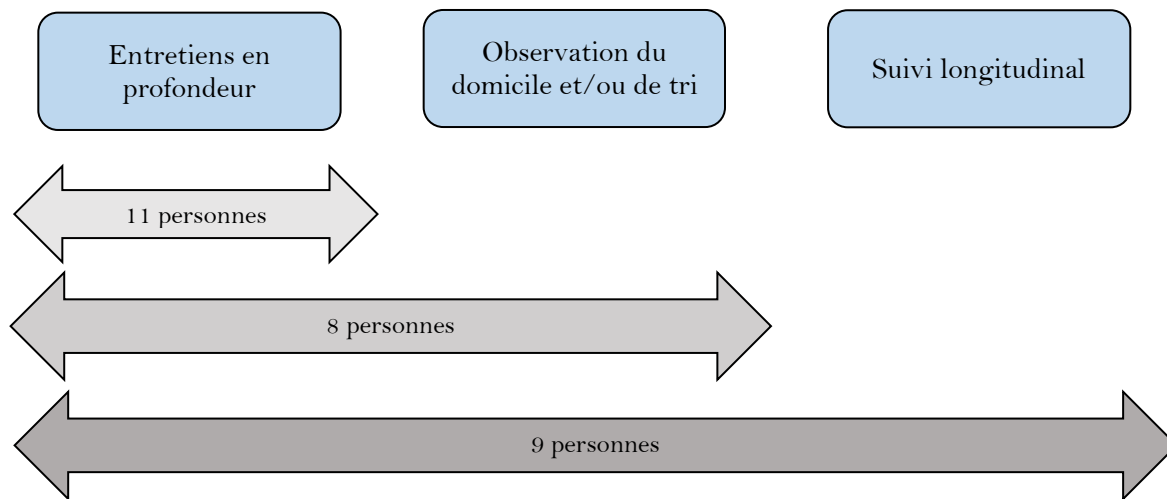 Entretiens en
profondeur
Observation du
domicile et/ou de tri
Suivi longitudinal
11 personnes
8 personnes
9 personnes